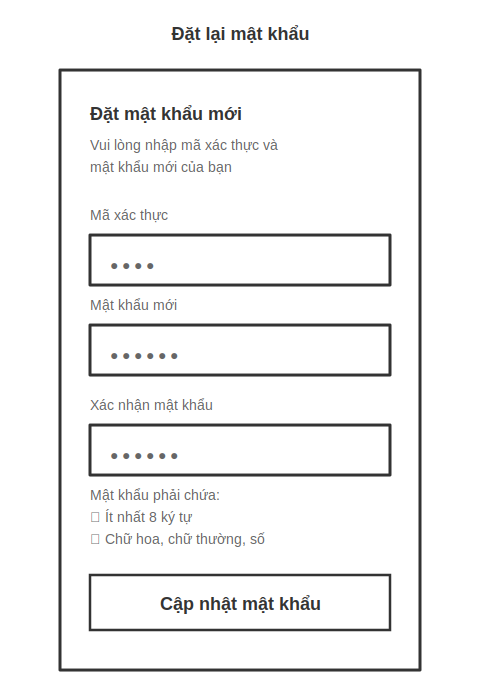 Đặt lại mật khẩu
Đặt mật khẩu mới
Vui lòng nhập mã xác thực và
mật khẩu mới của bạn
Mã xác thực
••••
Mật khẩu mới
••••••
Xác nhận mật khẩu
••••••
Mật khẩu phải chứa:
Ít nhất 8 ký tự
Chữ hoa, chữ thường, số
Cập nhật mật khẩu